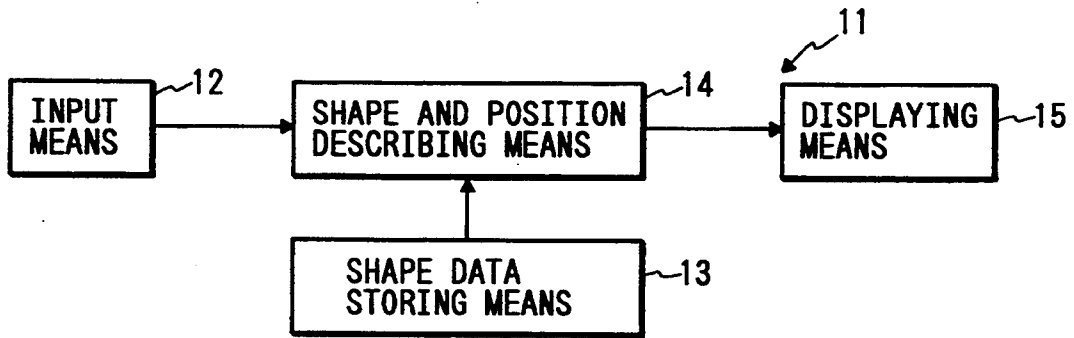 11
12
INPUT
MEANS
14
SHAPE AND POSITION
DESCRIBING MEANS
DISPLAYING
MEANS
15
SHAPE DATA
STORING MEANS
13